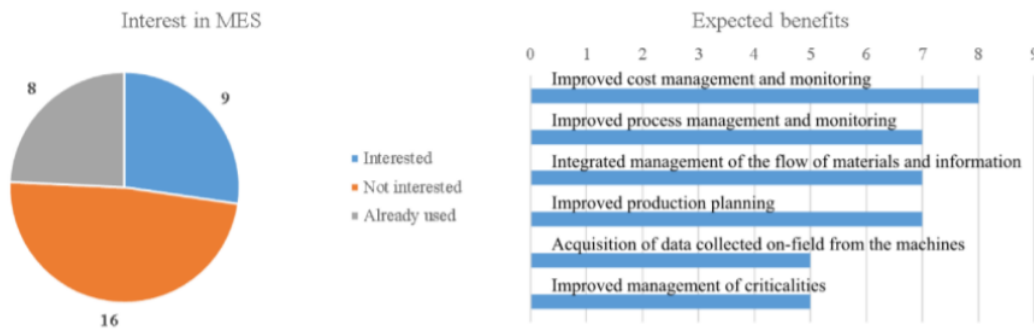 Interest in MES
8
9
16
Interested
Not interested
Already used
Expected benefits
0 1 2 3 4 5 6 7 8 9
Improved cost management and monitoring
Improved process management and monitoring
Integrated management of the flow of materials and information
Improved production planning
Acquisition of data collected on-field from the machines
Improved management of criticalities